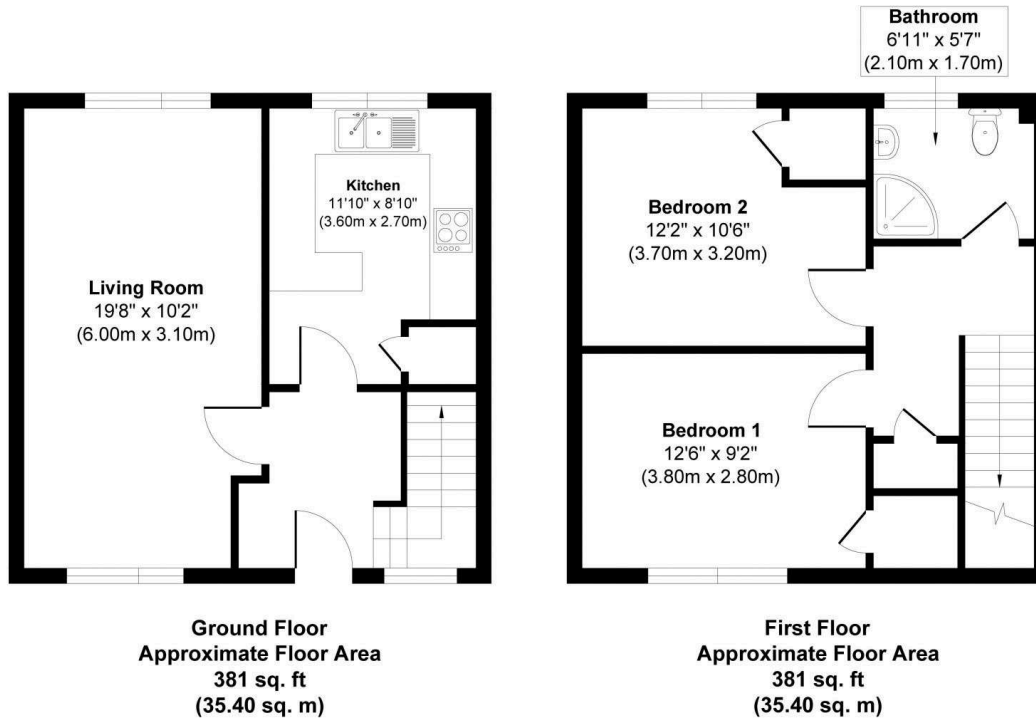 Bathroom
6'11" x 5'7"
(2.10m x 1.70m)
Kitchen
11'10" x 8'10"
(3.60m x 2.70m)
Living Room
19'8" x 10'2"
(6.00m x 3.10m)
Bedroom 2
12'2" x 10'6"
(3.70m x 3.20m)
Bedroom 1
12'6" x 9'2"
(3.80m x 2.80m)
Ground Floor
Approximate Floor Area
381 sq. ft
(35.40 sq. m)
First Floor
Approximate Floor Area
381 sq. ft
(35.40 sq. m)